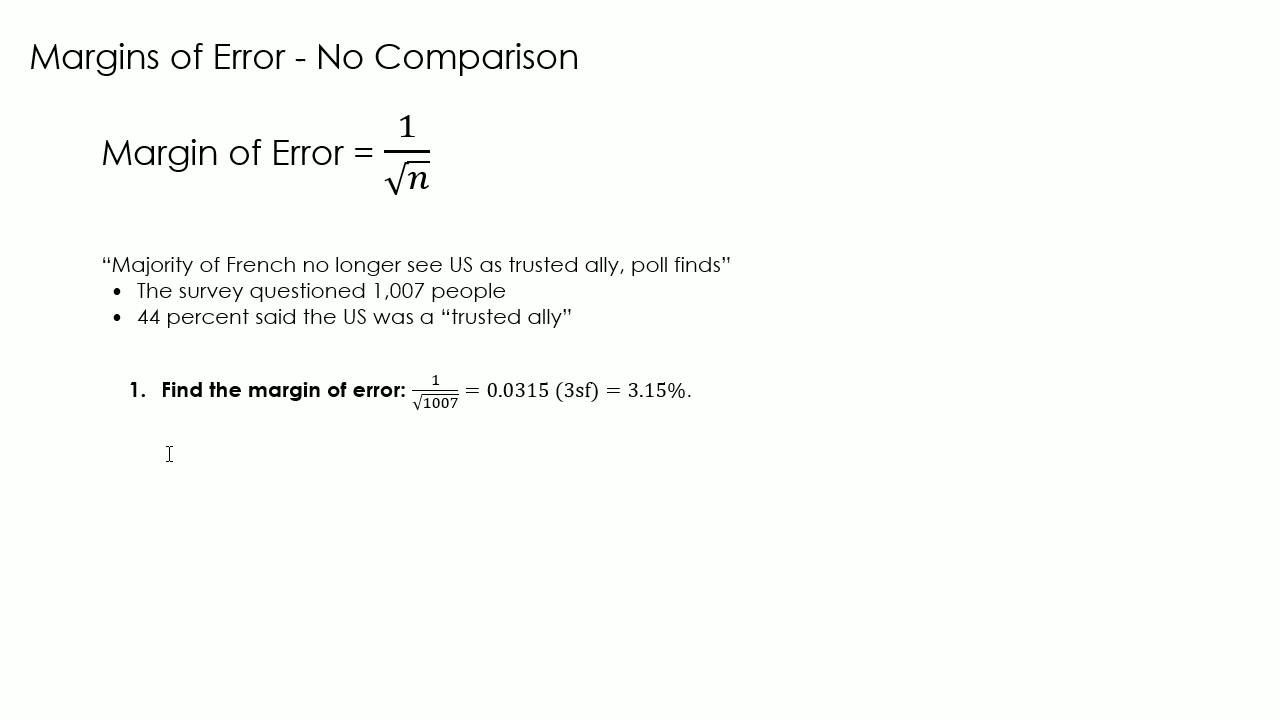 Margins of Error - No Comparison
Margin of Error = 1/√n
“Majority of French no longer see US as trusted ally, poll finds”
• The survey questioned 1,007 people
• 44 percent said the US was a “trusted ally”
1. Find the margin of error: 1/√1007 = 0.0315 (3sf) = 3.15%.